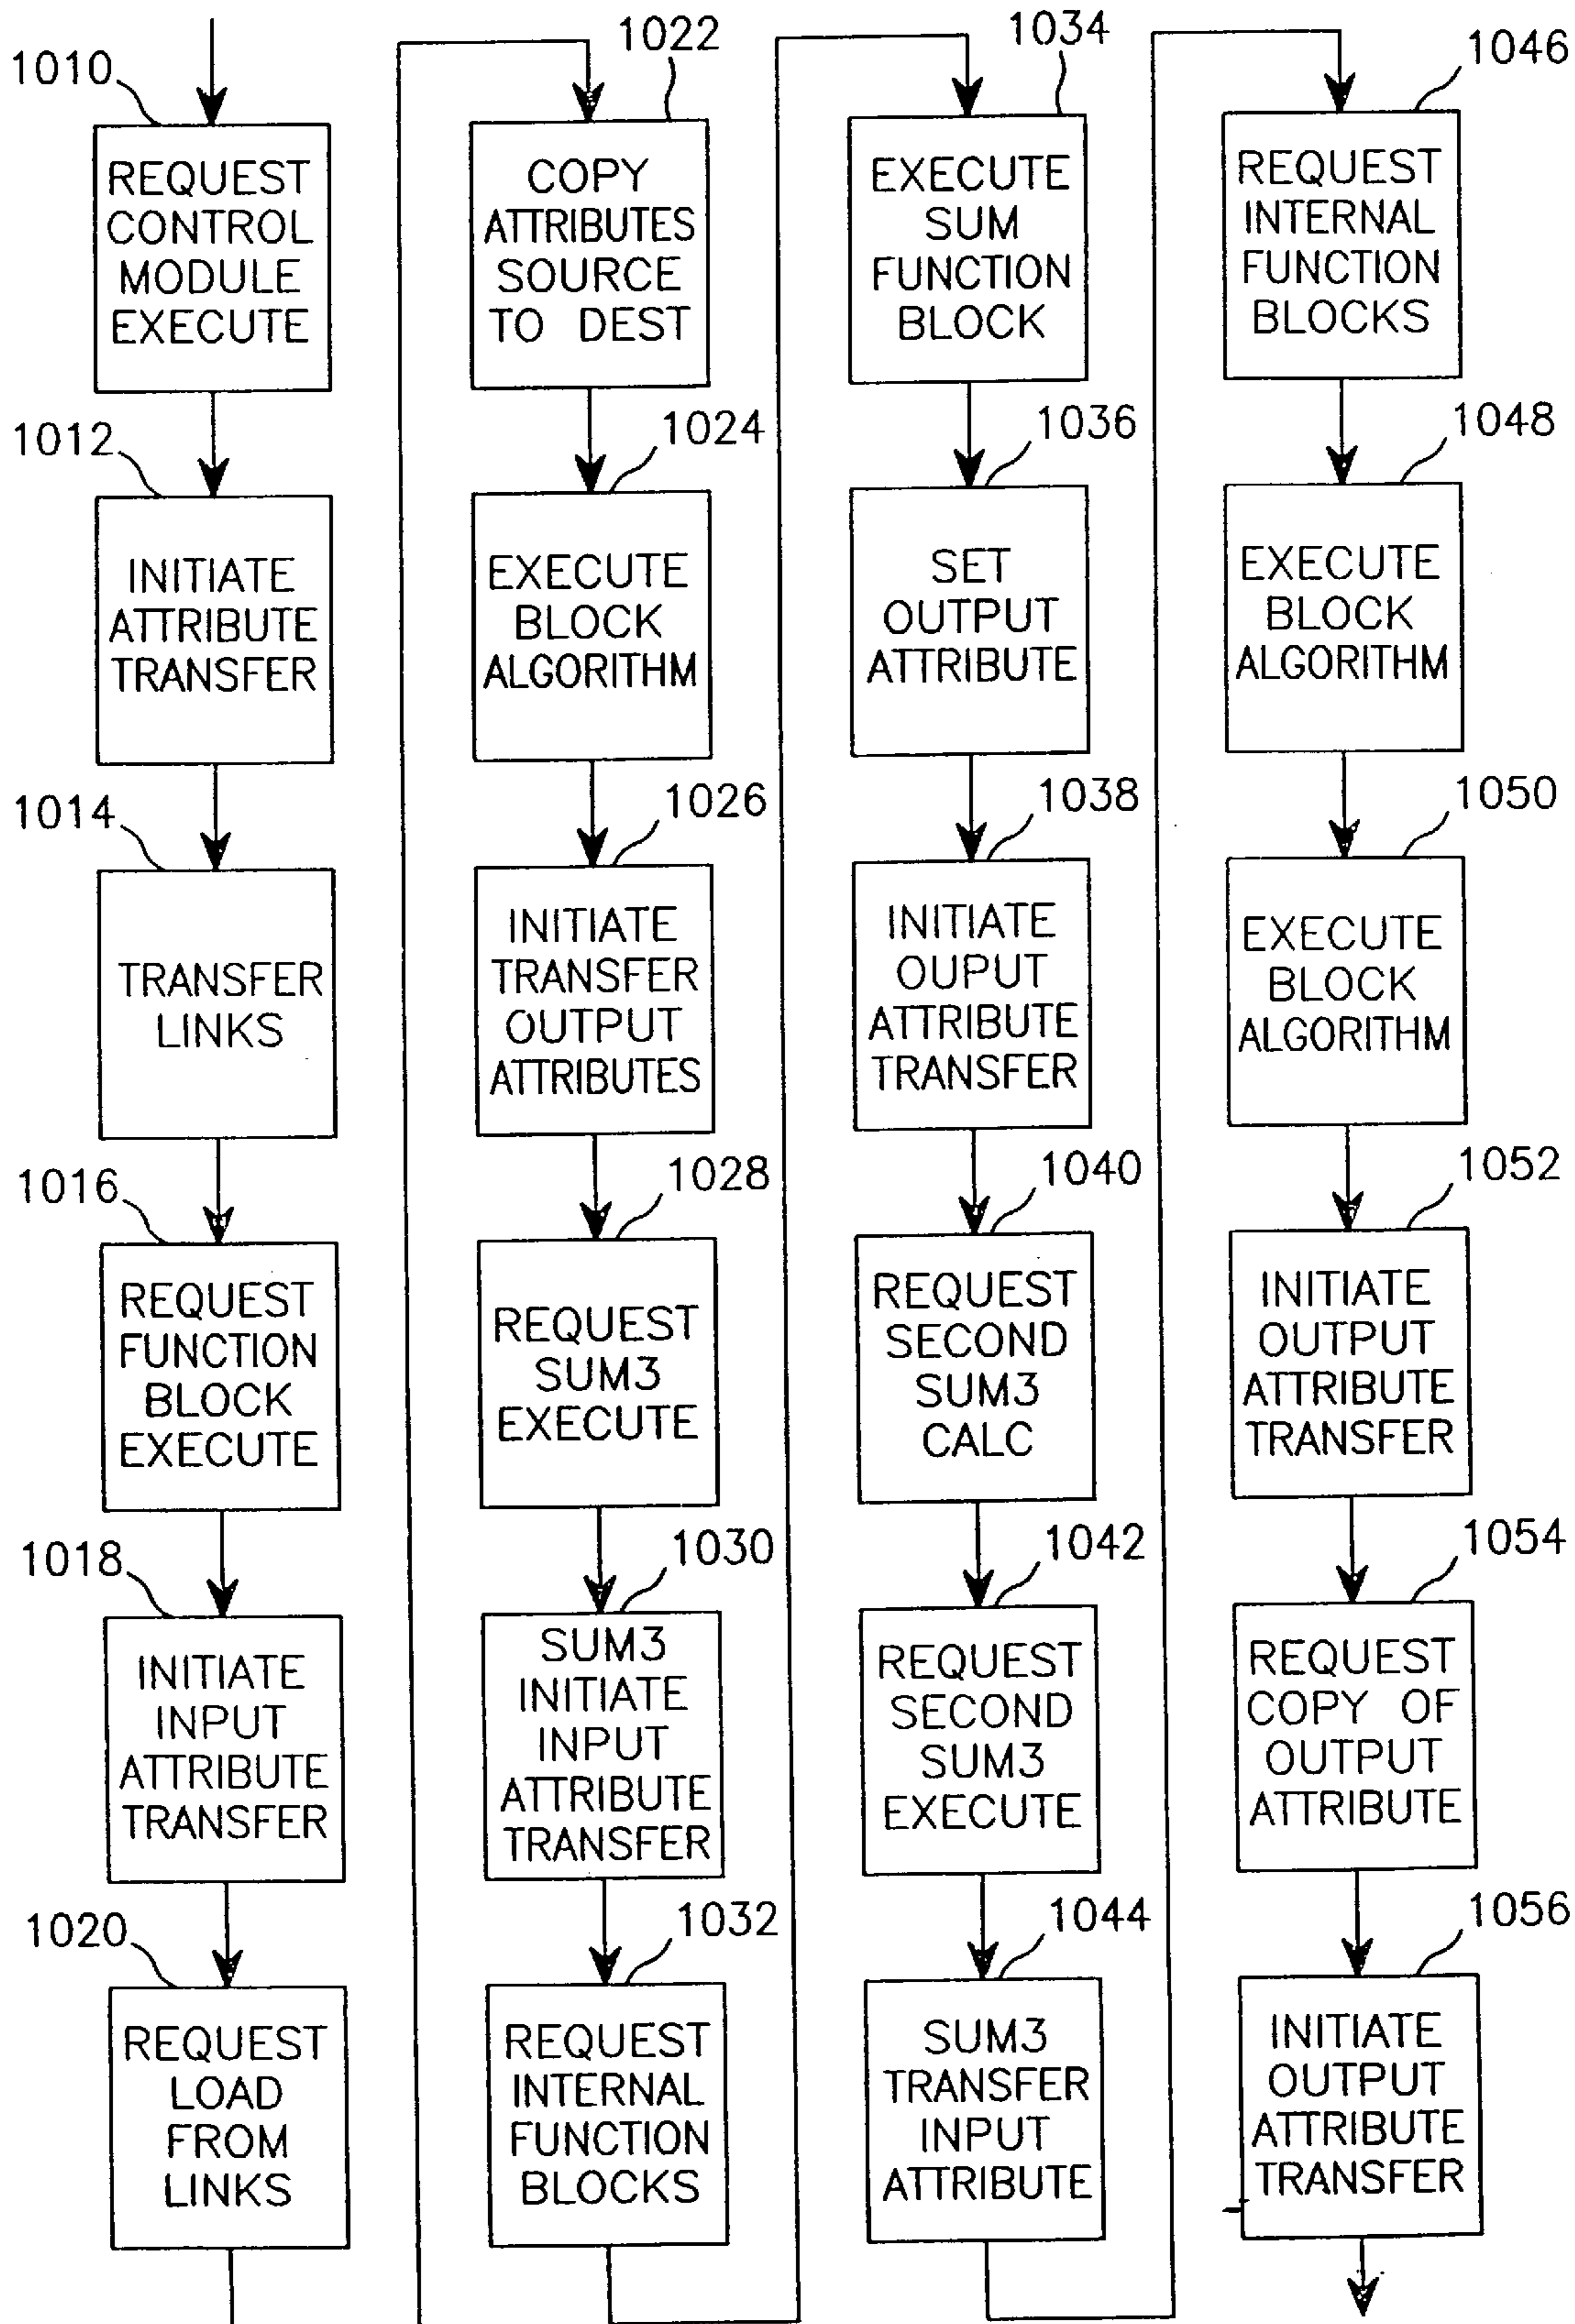 1010
REQUEST
CONTROL
MODULE
EXECUTE
1012
INITIATE
ATTRIBUTE
TRANSFER
1014
TRANSFER
LINKS
1016
REQUEST
FUNCTION
BLOCK
EXECUTE
1018
INITIATE
INPUT
ATTRIBUTE
TRANSFER
1020
REQUEST
LOAD
FROM
LINKS
1022
COPY
ATTRIBUTES
SOURCE
TO DEST
1024
EXECUTE
BLOCK
ALGORITHM
1026
INITIATE
TRANSFER
OUTPUT
ATTRIBUTES
1028
REQUEST
SUM3
EXECUTE
1030
SUM3
INITIATE
INPUT
ATTRIBUTE
TRANSFER
1032
REQUEST
INTERNAL
FUNCTION
BLOCKS
1034
EXECUTE
SUM
FUNCTION
BLOCK
1036
SET
OUTPUT
ATTRIBUTE
1038
INITIATE
OUPUT
ATTRIBUTE
TRANSFER
1040
REQUEST
SECOND
SUM3
CALC
1042
REQUEST
SECOND
SUM3
EXECUTE
1044
SUM3
TRANSFER
INPUT
ATTRIBUTE
1046
REQUEST
INTERNAL
FUNCTION
BLOCKS
1048
EXECUTE
BLOCK
ALGORITHM
1050
EXECUTE
BLOCK
ALGORITHM
1052
INITIATE
OUTPUT
ATTRIBUTE
TRANSFER
1054
REQUEST
COPY OF
OUTPUT
ATTRIBUTE
1056
INITIATE
OUTPUT
ATTRIBUTE
TRANSFER